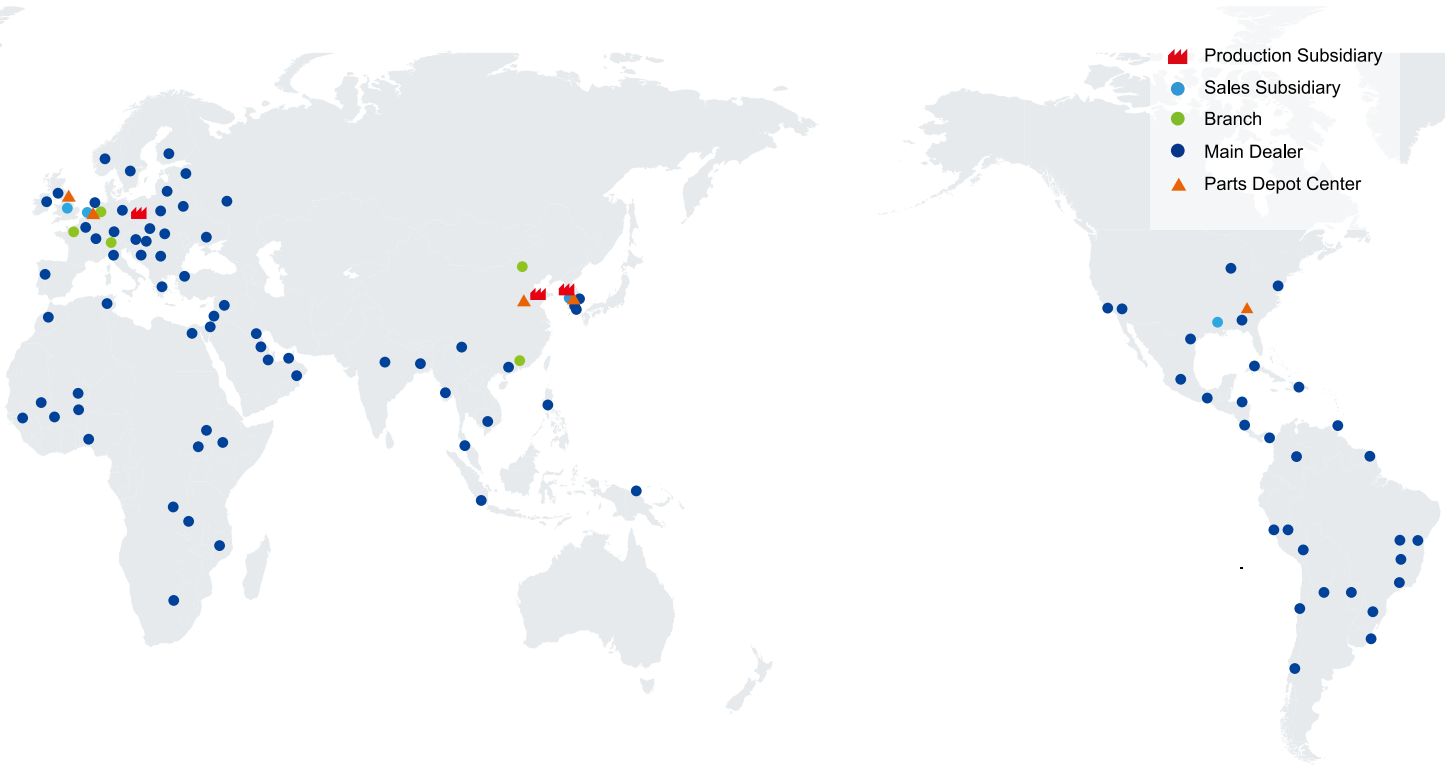 Production Subsidiary
Sales Subsidiary
Branch
Main Dealer
Parts Depot Center